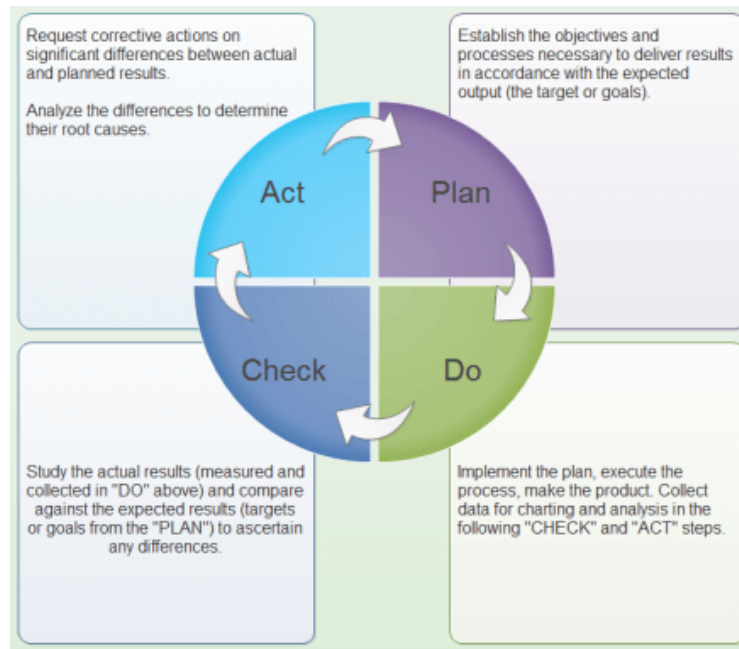 Request corrective actions on
significant differences between actual
and planned results.
Analyze the differences to determine
their root causes.
Establish the objectives and
processes necessary to deliver results
in accordance with the expected
output (the target or goals).
Act
Plan
Check
Do
Study the actual results (measured and
collected in "DO" above) and compare
against the expected results (targets
or goals from the "PLAN") to ascertain
any differences.
Implement the plan, execute the
process, make the product. Collect
data for charting and analysis in the
following "CHECK" and "ACT" steps.